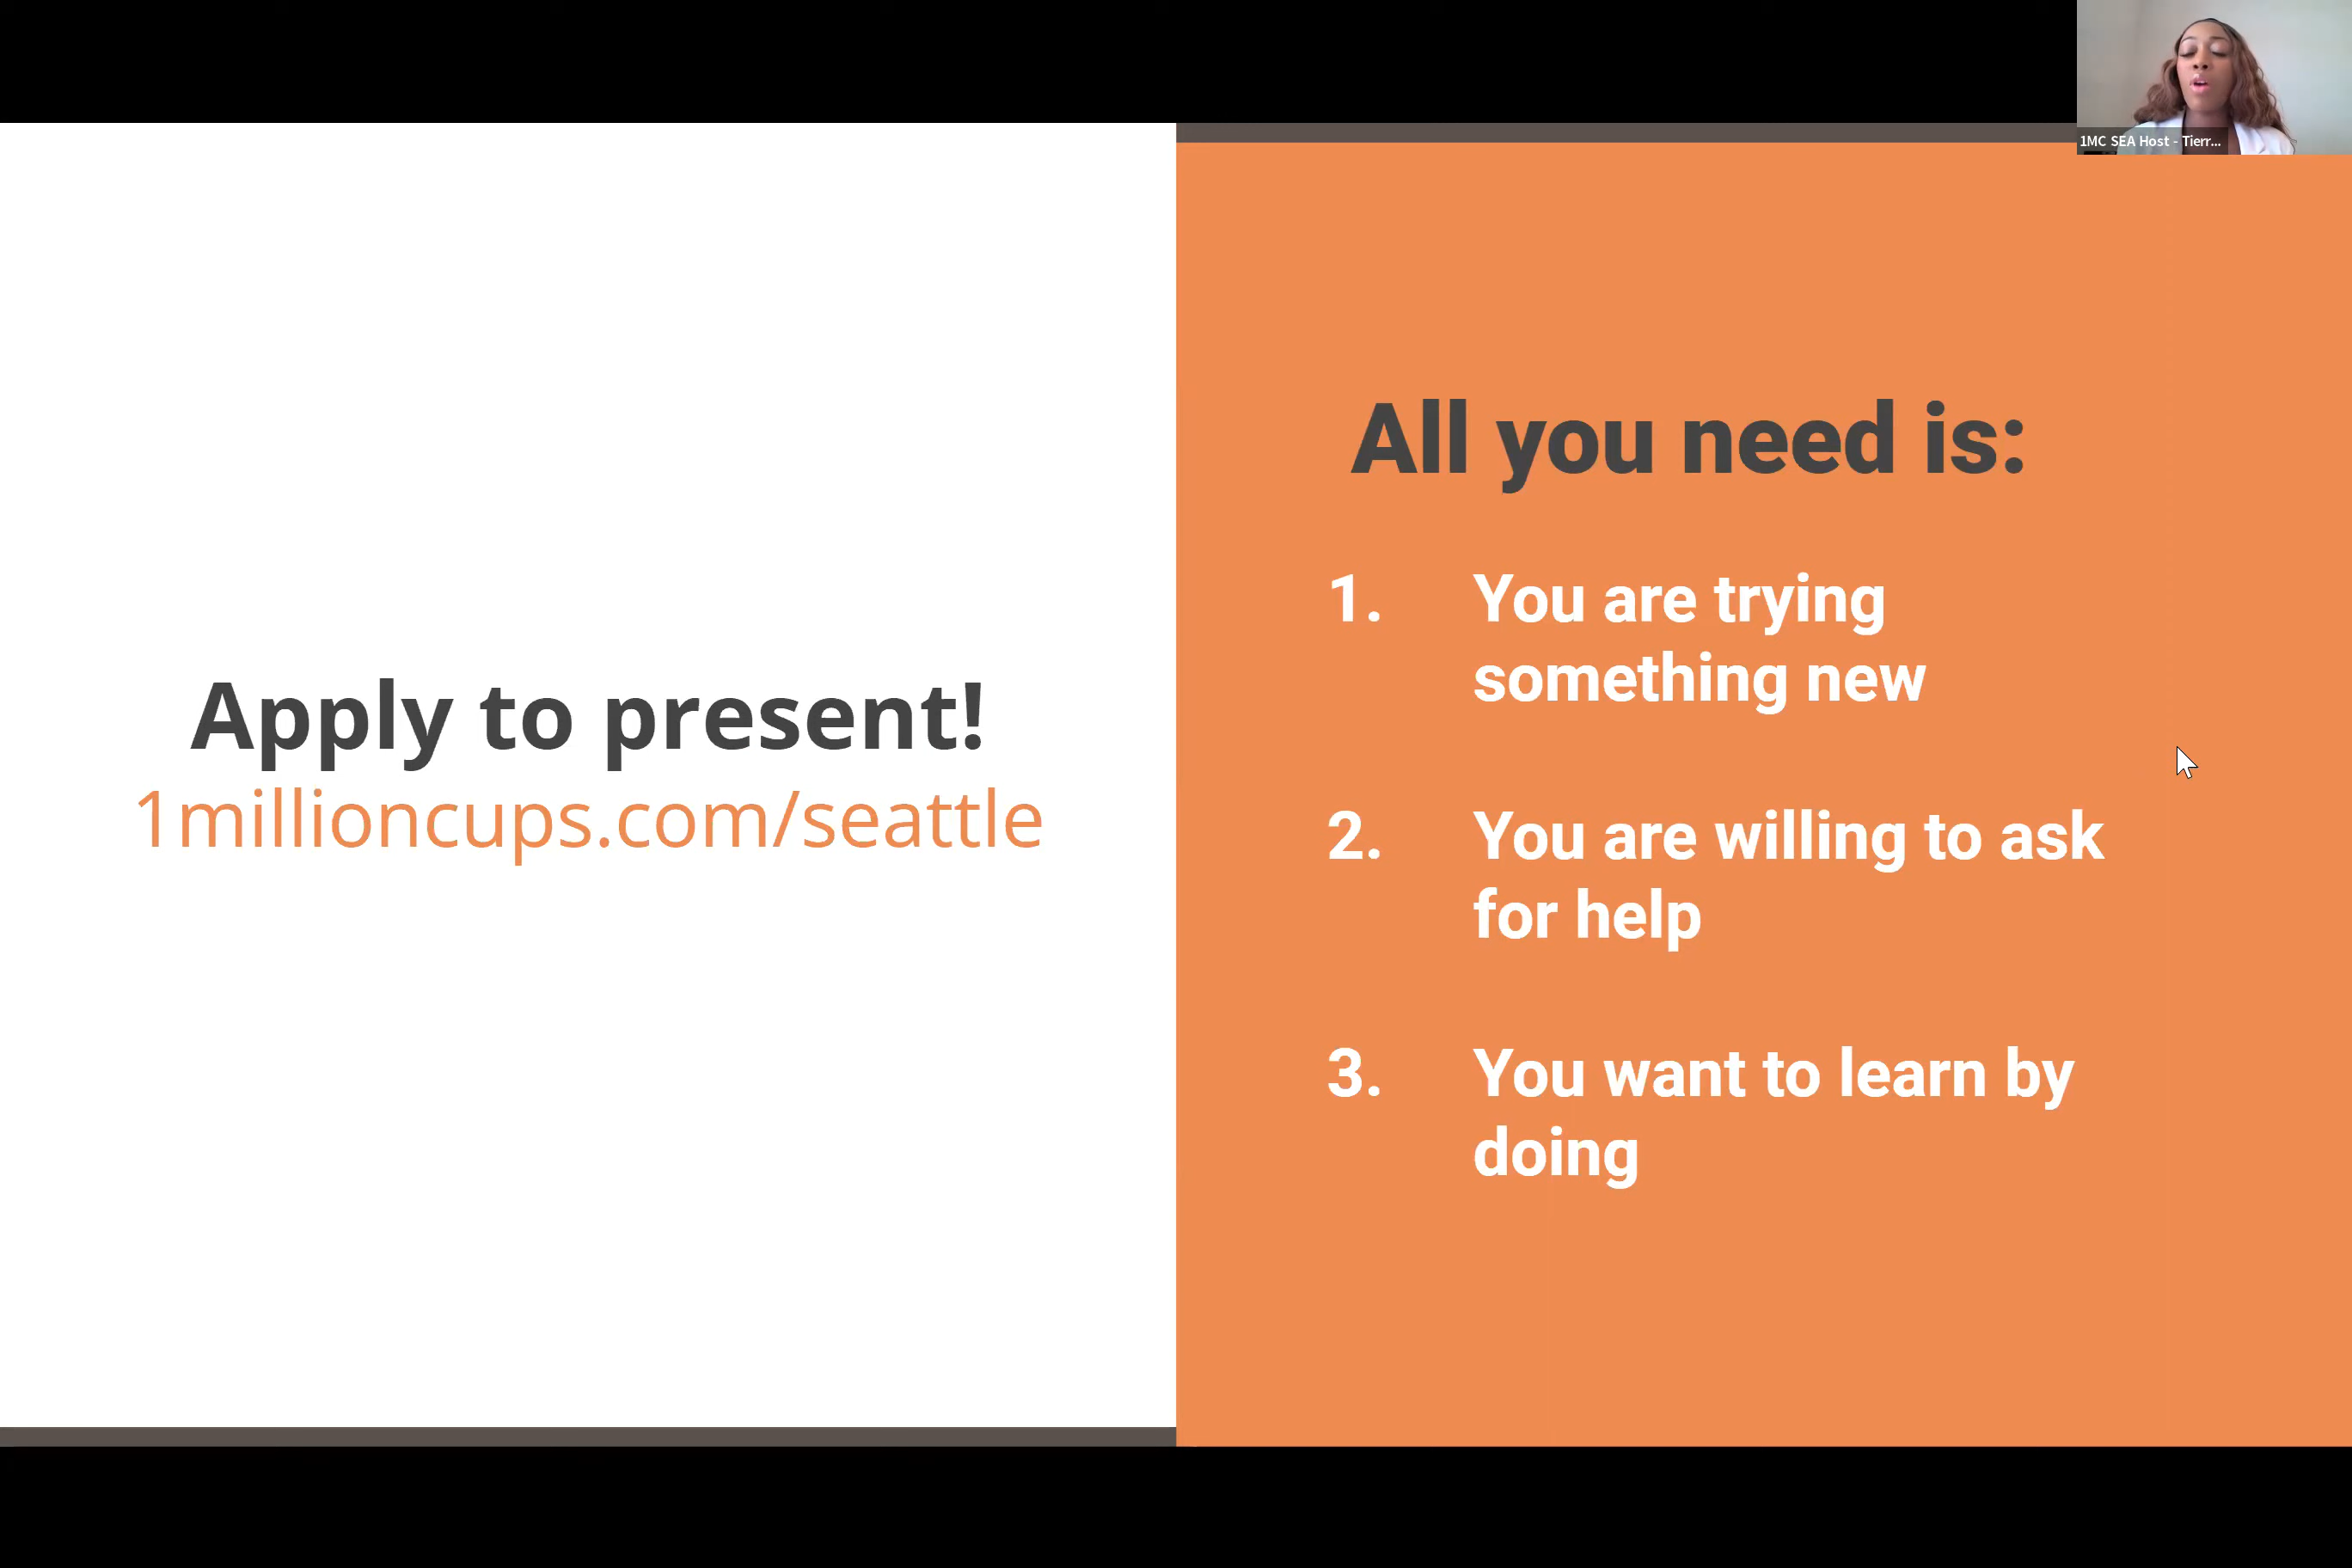 1MC SEA Host - Tierr...
Apply to present!
1millioncups.com/seattle
All you need is:
1. You are trying
something new
2. You are willing to ask
for help
3. You want to learn by
doing